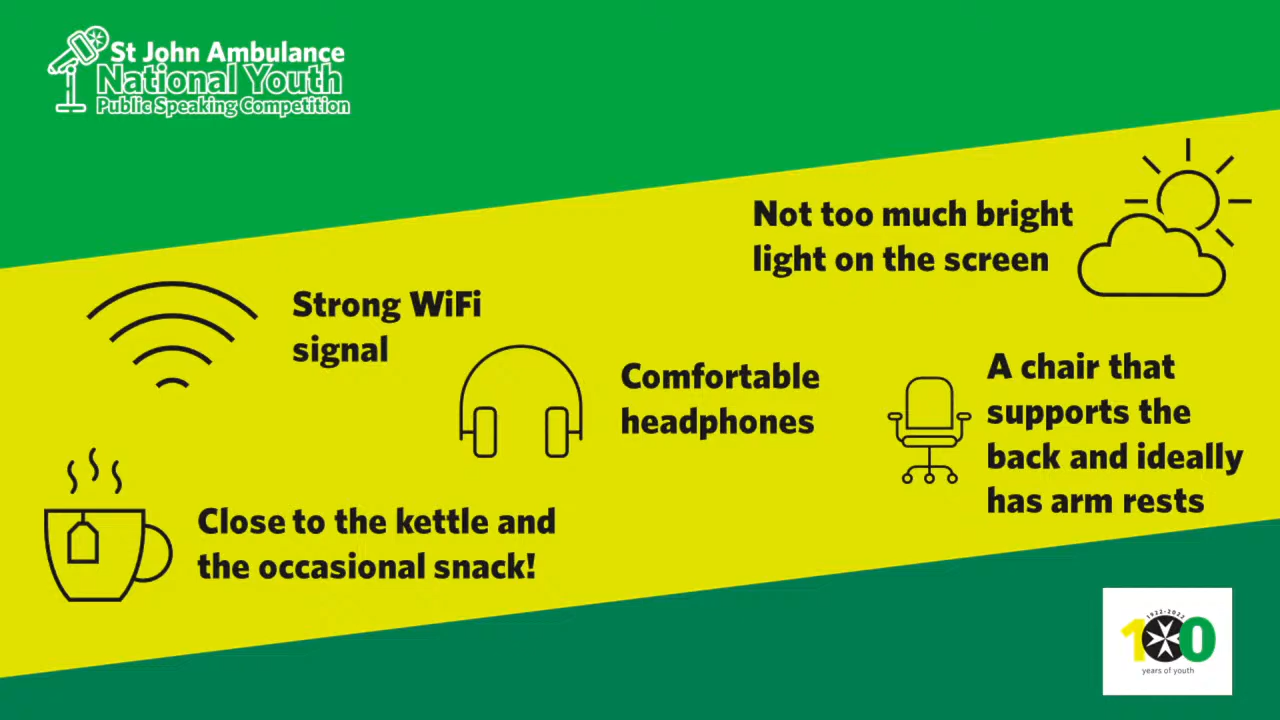 St John Ambulance
National Youth
Public Speaking Competition
Not too much bright
light on the screen
Strong WiFi
signal
Comfortable
headphones
A chair that
supports the
back and ideally
has arm rests
Close to the kettle and
the occasional snack!
1922-2022
100
years of youth